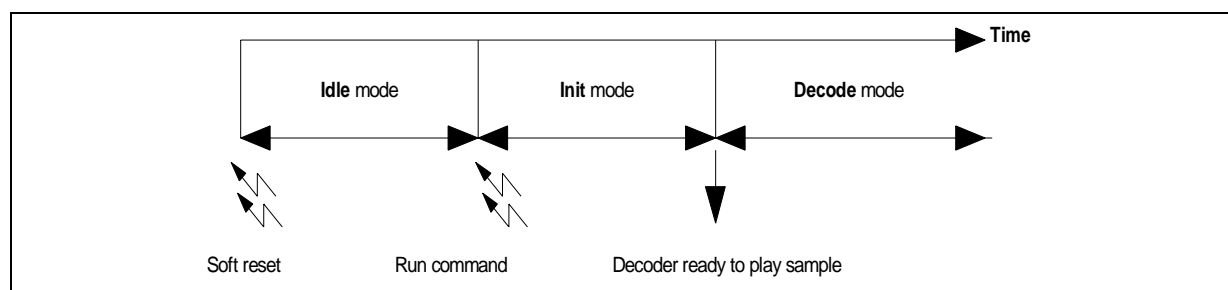 Time
Idle mode
Init mode
Decode mode
Soft reset
Run command
Decoder ready to play sample